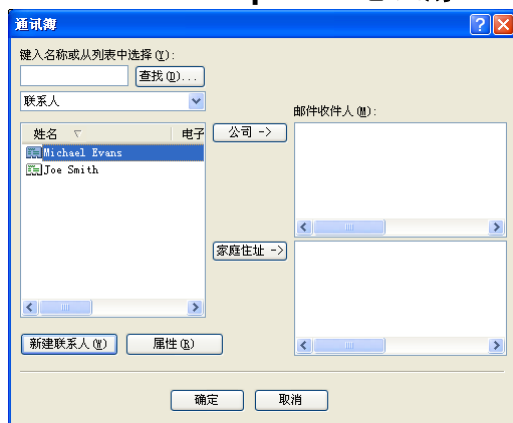 通讯簿
键入名称或从列表中选择(Y):
查找(D)...
联系人
邮件收件人(M):
姓名 电子
公司 ->
Michael Evans
Joe Smith
家庭住址 ->
新建联系人(W) 属性(R)
确定 取消